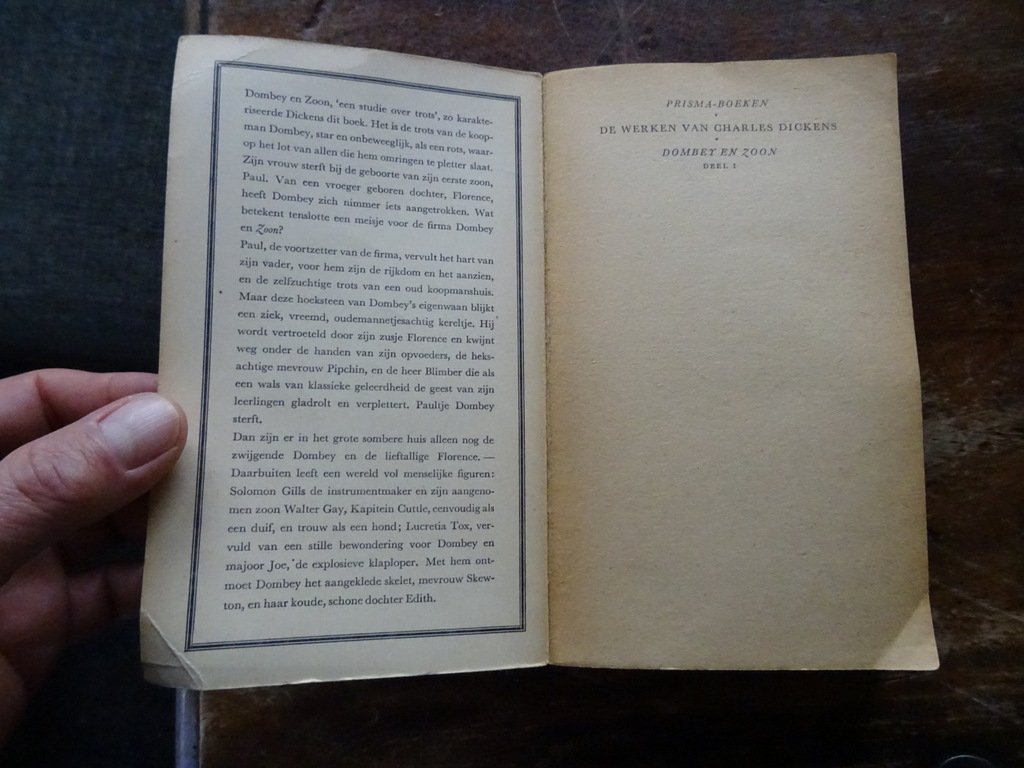 Dombey en Zoon, 'een studie over trots', zo karakte-
riseerde Dickens dit boek. Het is de trots van de koop-
man Dombey, star en onbeweeglijk, als een rots, waar-
op het lot van allen die hem omringen te pletter slaat.
Zijn vrouw sterft bij de geboorte van zijn eerste zoon,
Paul. Van een vroeger geboren dochter, Florence,
heeft Dombey zich nimmer iets aangetrokken. Wat
betekent tenslotte een meisje voor de firma Dombey
en Zoon?
Paul, de voortzetter van de firma, vervult het hart van
zijn vader, voor hem zijn de rijkdom en het aanzien,
en de zelfzuchtige trots van een oud koopmanshuis.
Maar deze hoeksteen van Dombey's eigenwaan blijkt
een ziek, vreemd, oudemannetjesachtig kereltje. Hij
wordt vertroeteld door zijn zusje Florence en kwijnt
weg onder de handen van zijn opvoeders, de heks-
achtige mevrouw Pipchin, en de heer Blimber die als
een wals van klassieke geleerdheid de geest van zijn
leerlingen gladrolt en verplettert. Paultje Dombey
sterft.
Dan zijn er in het grote sombere huis alleen nog de
zwijgende Dombey en de lieftallige Florence. —
Daarbuiten leeft een wereld vol menselijke figuren:
Solomon Gills de instrumentmaker en zijn aangeno-
men zoon Walter Gay, Kapitein Cuttle, eenvoudig als
een duif, en trouw als een hond; Lucretia Tox, ver-
vuld van een stille bewondering voor Dombey en
majoor Joe, de explosieve klaploper. Met hem ont-
moet Dombey het aangeklede skelet, mevrouw Skew-
ton, en haar koude, schone dochter Edith.
PRISMA-BOEKEN
DE WERKEN VAN CHARLES DICKENS
DOMBEY EN ZOON
DEEL I